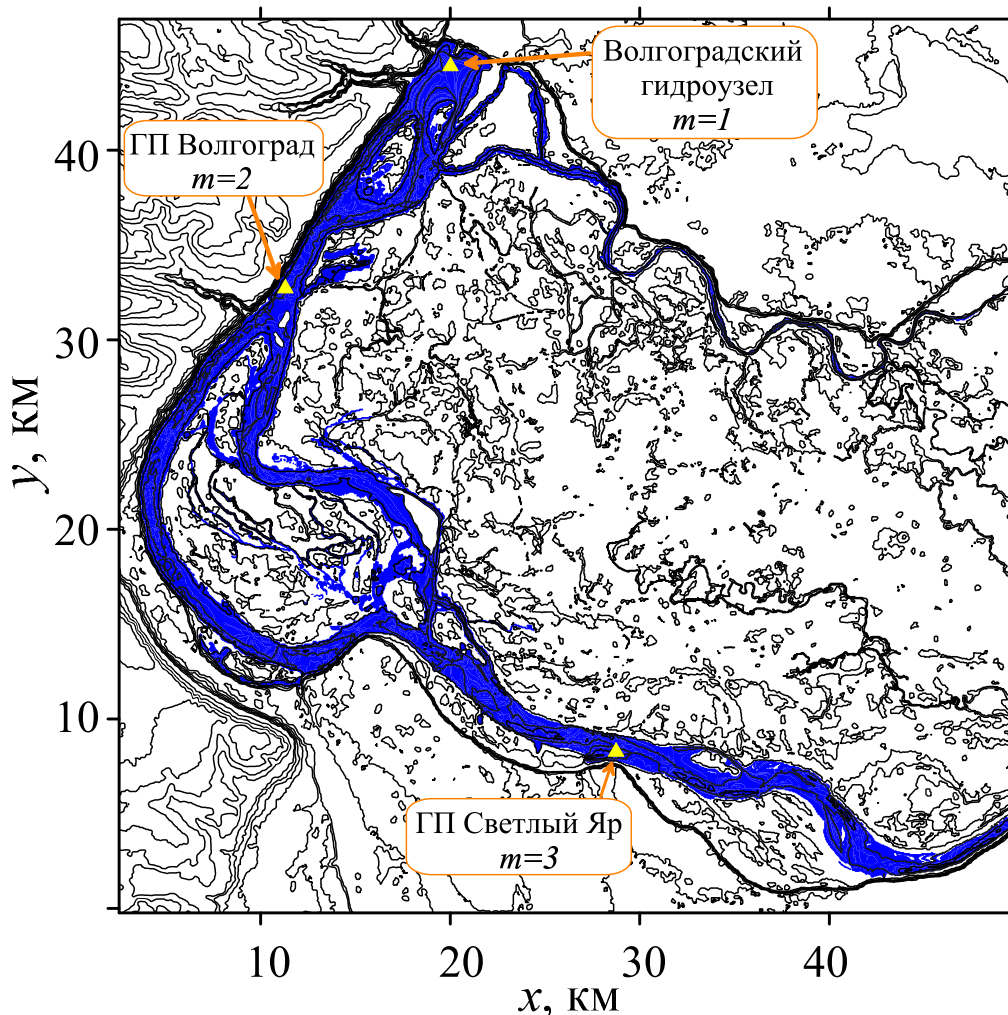 Волгоградский
гидроузел
m=1
ГП Волгоград
m=2
ГП Светлый Яр
m=3
40
30
20
10
y, км
10
20
30
40
x, км